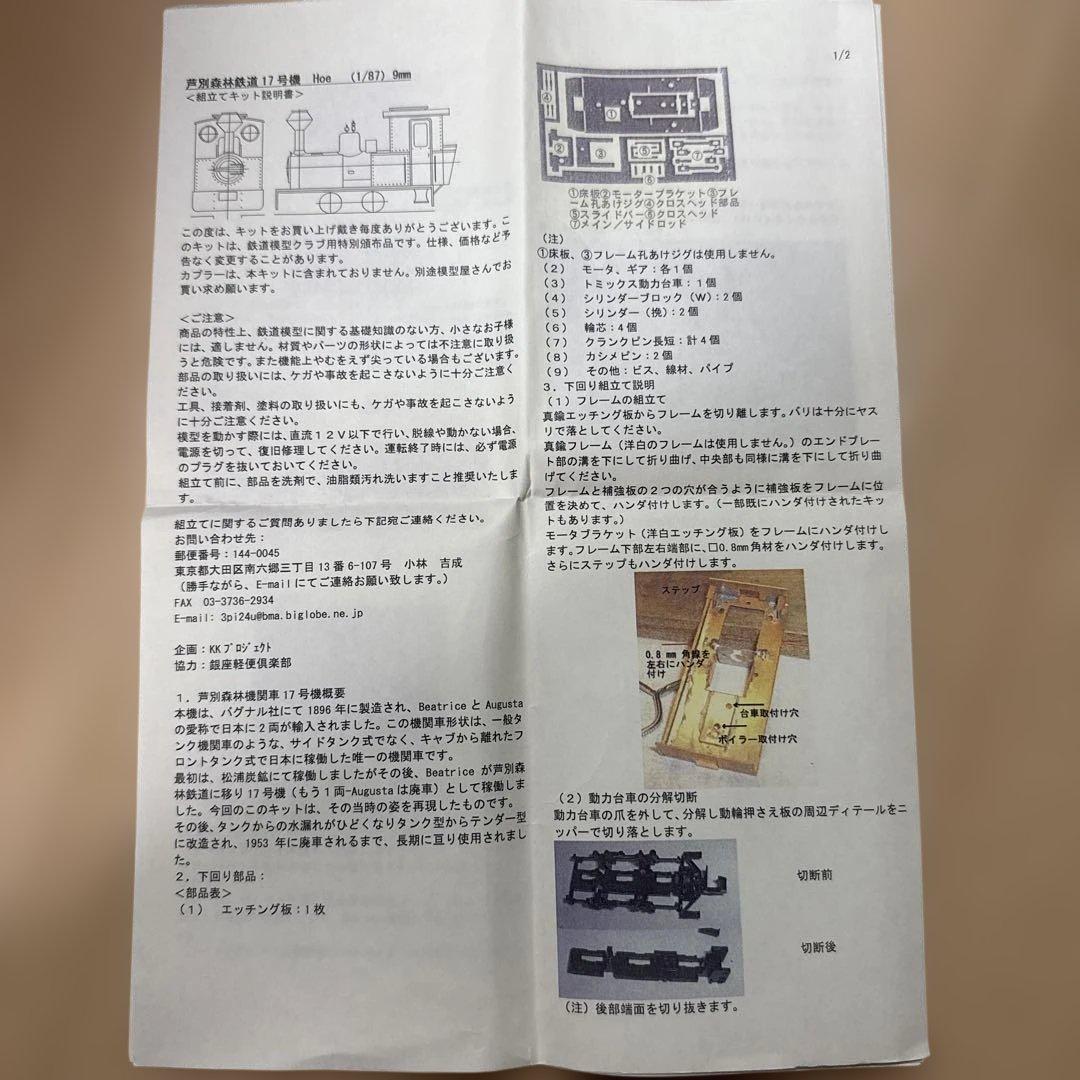 芦別森林鉄道17号機　Hoe　(1/87) 9mm
<組立てキット説明書>
この度は、キットをお買い上げ戴き毎度ありがとうございます。こ
のキットは、鉄道模型クラブ用特別頒布品です。仕様、価格など予
告なく変更することがあります。
カプラーは、本キットに含まれておりません。別途模型屋さんでお
買い求め願います。
<ご注意>
商品の特性上、鉄道模型に関する基礎知識のない方、小さなお子様
には、適しません。材質やパーツの形状によっては不注意に取り扱
うと危険です。また機能上やむをえず尖っている場合もございます。
部品の取り扱いには、ケガや事故を起こさないように十分ご注意く
ださい。
工具、接着剤、塗料の取り扱いにも、ケガや事故を起こさないよう
に十分ご注意ください。
模型を動かす際には、直流12V以下で行い、脱線や動かない場合、
電源を切って、復旧修理してください。運転終了時には、必ず電源
のプラグを抜いておいてください。
組立て前に、部品を洗剤で、油脂類汚れ洗いますこと推奨いたしま
す。
組立てに関するご質問ありましたら下記宛ご連絡ください。
お問い合わせ先：
郵便番号：144-0045
東京都大田区南六郷三丁目13番6-107号　小林　吉成
（勝手ながら、E-mailにてご連絡お願い致します。）
FAX　03-3736-2934
E-mail: 3pi24u@bma.biglobe.ne.jp
企画：KKプロジェクト
協力：銀座軽便倶楽部
１．芦別森林機関車17号機概要
本機は、バグナル社にて1896年に製造され、BeatriceとAugusta
の愛称で日本に2両が輸入されました。この機関車形状は、一般タ
ンク機関車のような、サイドタンク式でなく、キャブから離れたフ
ロントタンク式で日本に稼働した唯一の機関車です。
最初は、松浦炭鉱にて稼働しましたがその後、Beatriceが芦別森
林鉄道に移り17号機（もう1両-Augustaは廃車）として稼働しま
した。今回のこのキットは、その当時の姿を再現したものです。
その後、タンクからの水漏れがひどくなりタンク型からテンダー型
に改造され、1953年に廃車されるまで、長期に亘り使用されまし
た。
２．下回り部品：
<部品表>
（１）　エッチング板：1枚
1/2
④
①
②
③
⑤
⑦
⑥
①床板②モーターブラケット③フレ
ーム孔あけジグ④クロスヘッド部品
⑤スライドバー⑥クロスヘッド
⑦メイン／サイドロッド
（注）
①床板、③フレーム孔あけジグは使用しません。
（２）　モータ、ギア：各1個
（３）　トミックス動力台車：1個
（４）　シリンダーブロック（W）：2個
（５）　シリンダー（挽）：2個
（６）　輪芯：4個
（７）　クランクピン長短：計4個
（８）　カシメピン：2個
（９）　その他：ビス、線材、パイプ
３．下回り組立て説明
（１）フレームの組立て
真鍮エッチング板からフレームを切り離します。バリは十分にヤス
リで落としてください。
真鍮フレーム（洋白のフレームは使用しません。）のエンドプレー
ト部の溝を下にして折り曲げ、中央部も同様に溝を下にして折り曲
げてください。
フレームと補強板の2つの穴が合うように補強板をフレームに位
置を決めて、ハンダ付けします。（一部既にハンダ付けされたキッ
トもあります。）
モータブラケット（洋白エッチング板）をフレームにハンダ付けし
ます。フレーム下部左右端部に、□0.8mm角材をハンダ付けします。
さらにステップもハンダ付けします。
ステップ
0.8 mm 角線を
左右にハンダ
付け
台車取付け穴
ボイラー取付け穴
（２）動力台車の分解切断
動力台車の爪を外して、分解し動輪押さえ板の周辺ディテールをニ
ッパーで切り落とします。
切断前
切断後
（注）後部端面を切り抜きます。